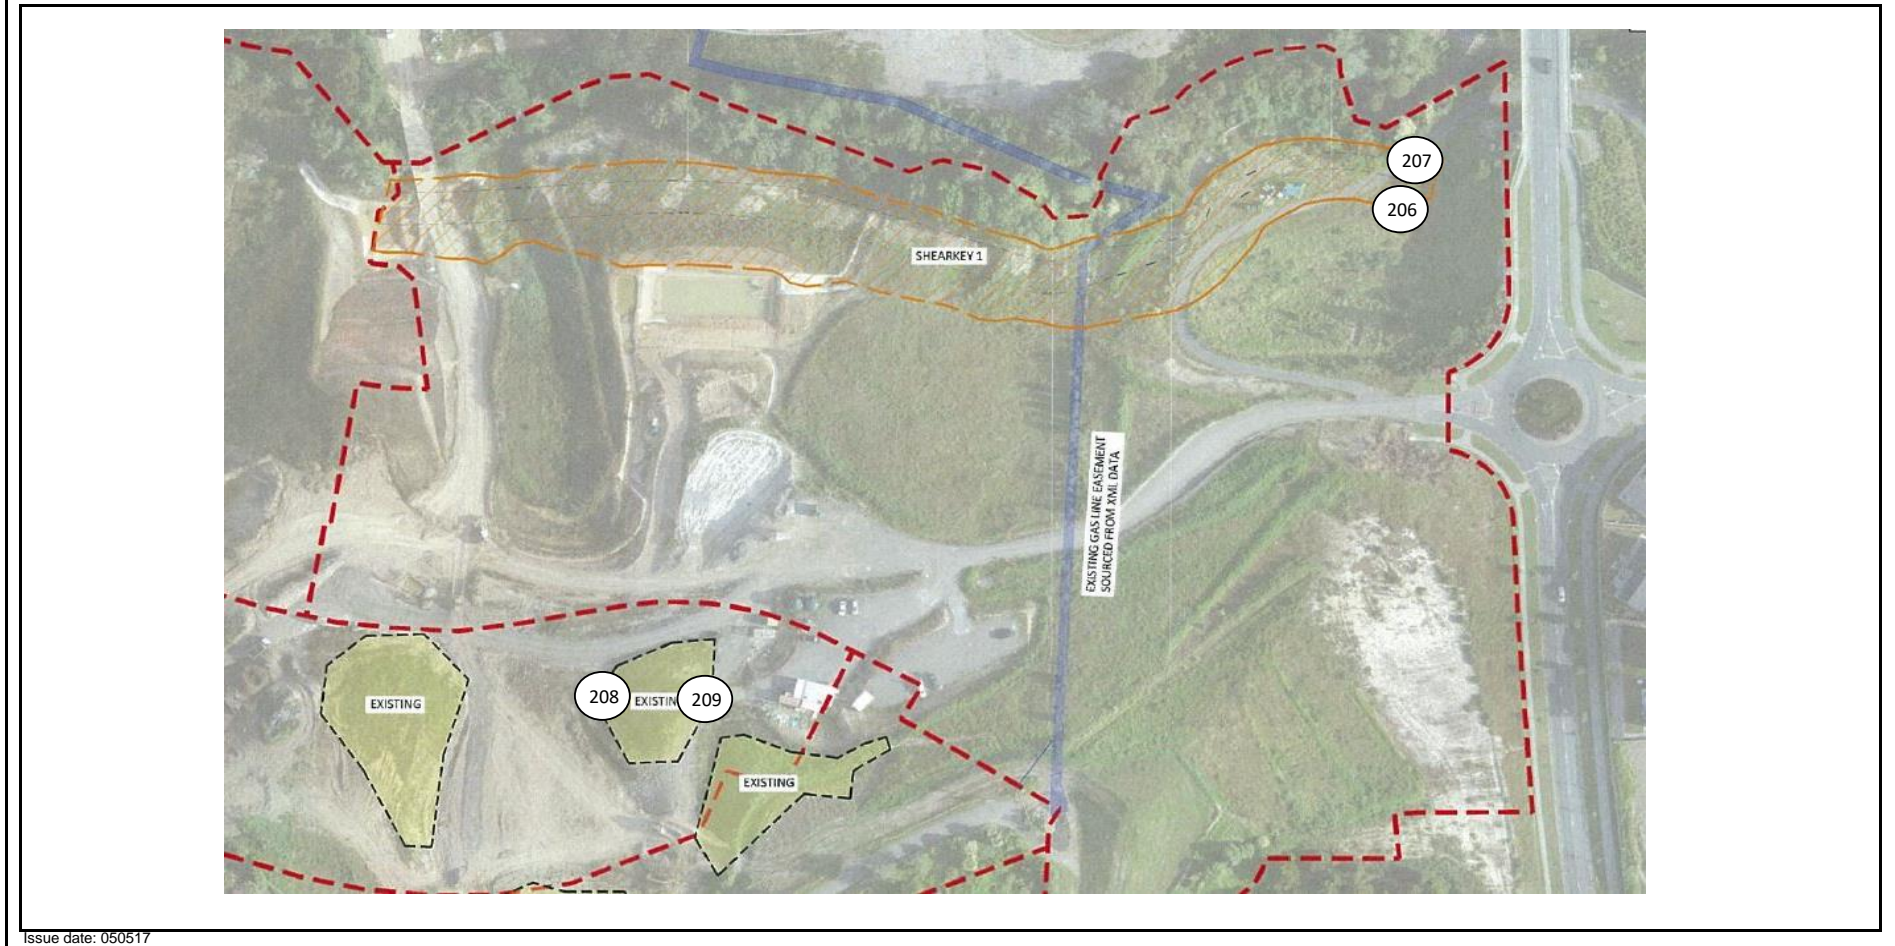 207
206
SHEARKEY 1
EXISTING GAS LINE EASEMENT
SOURCED FROM XML DATA
EXISTING
208
EXISTIN
209
EXISTING
Issue date: 050517